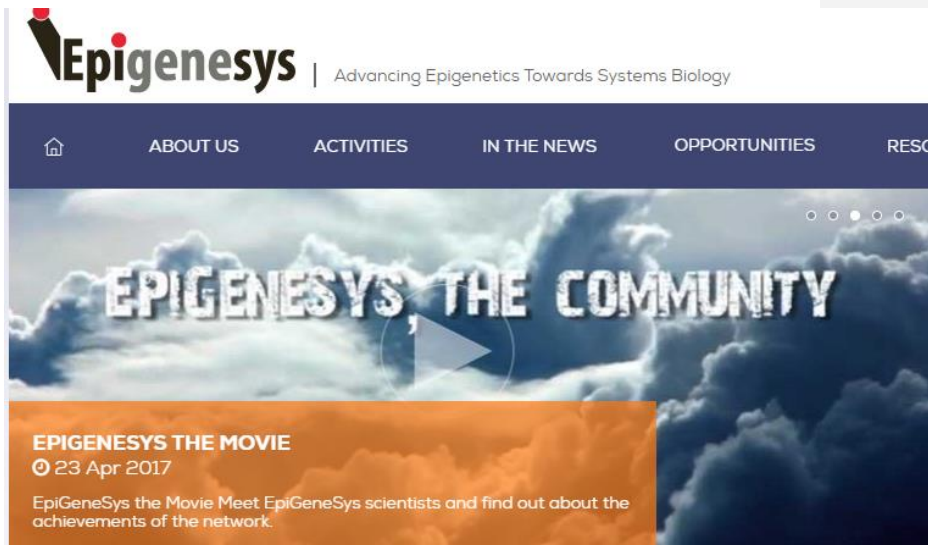 Epigenesys | Advancing Epigenetics Towards Systems Biology
ABOUT US ACTIVITIES IN THE NEWS OPPORTUNITIES
EPIGENESYS, THE COMMUNITY
EPIGENESYS THE MOVIE
23 Apr 2017
EpiGeneSys the Movie Meet EpiGeneSys scientists and find out about the
achievements of the network.